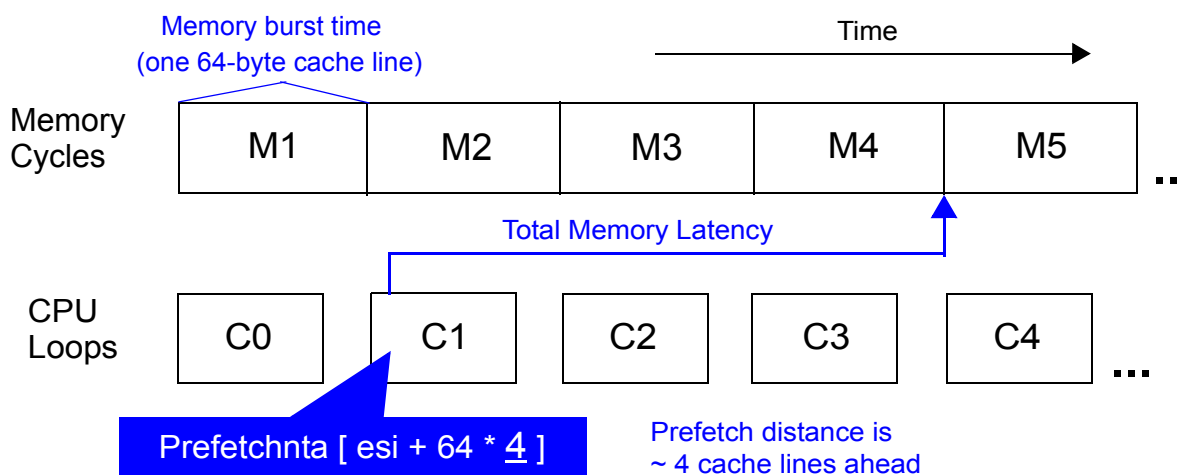 Memory burst time
(one 64-byte cache line)
Time
Memory
Cycles
M1 M2 M3 M4 M5 ..
Total Memory Latency
CPU
Loops
C0 C1 C2 C3 C4 ...
Prefetchnta [ esi + 64 * 4 ]
Prefetch distance is
~ 4 cache lines ahead